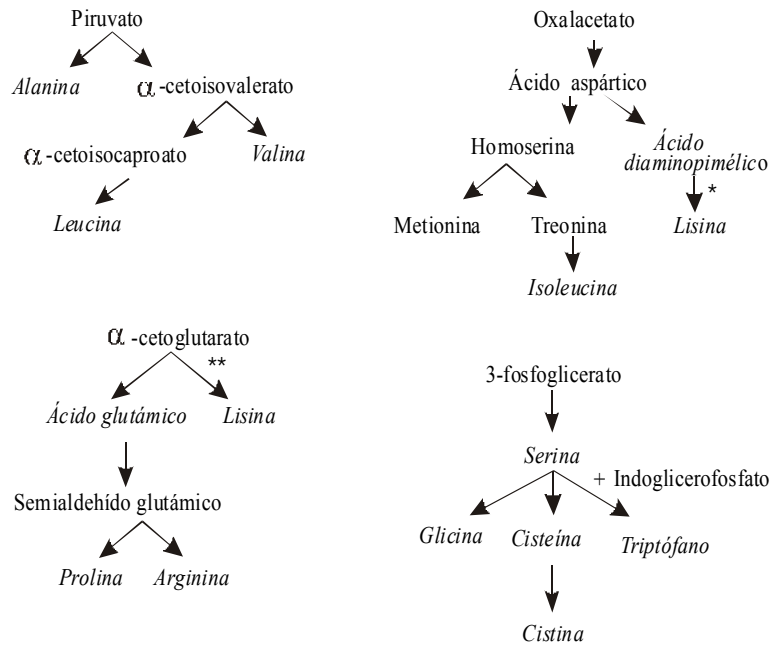 Piruvato
Alanina
α-cetoisovalerato
α-cetoisocaproato
Valina
Leucina
Oxalacetato
Ácido aspártico
Homoserina
Ácido
diaminopimélico
*
Metionina
Treonina
Lisina
Isoleucina
α-cetoglutarato
**
Ácido glutámico
Lisina
Semialdehído glutámico
Prolina
Arginina
3-fosfoglicerato
Serina
+ Indoglicerofosfato
Glicina
Cisteína
Triptófano
Cistina